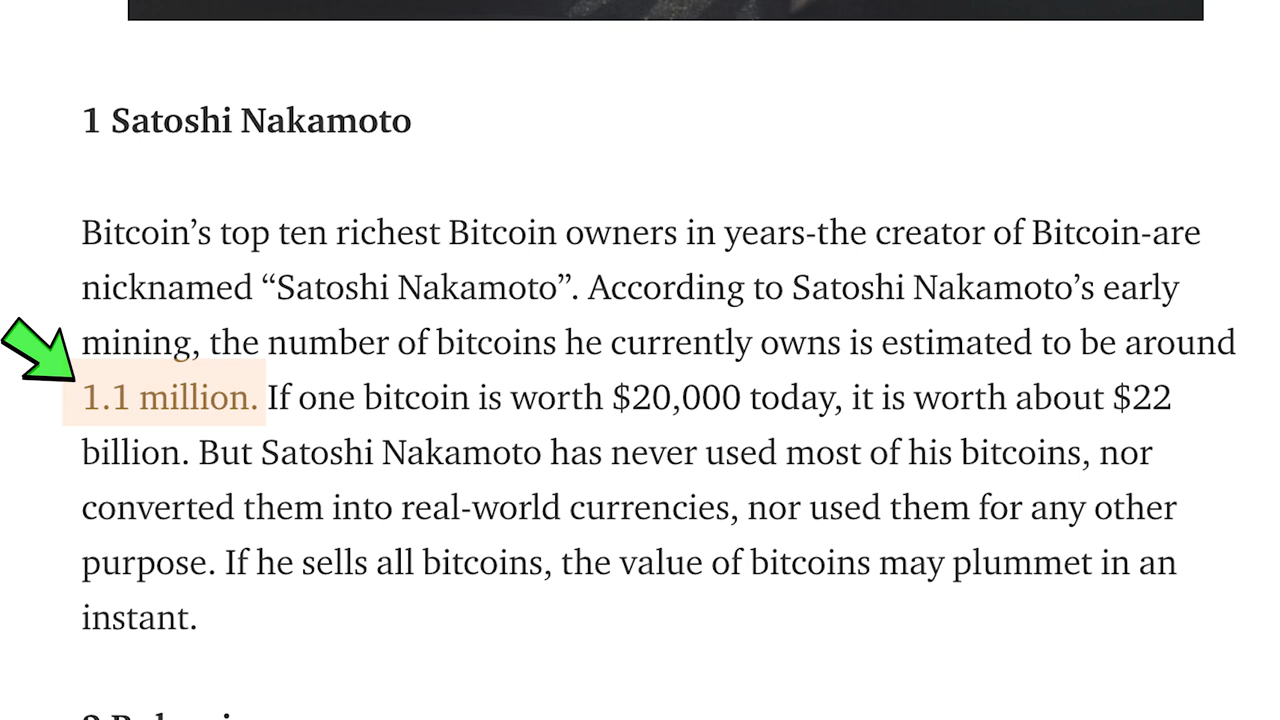 1 Satoshi Nakamoto
Bitcoin’s top ten richest Bitcoin owners in years-the creator of Bitcoin-are
nicknamed “Satoshi Nakamoto”. According to Satoshi Nakamoto’s early
mining, the number of bitcoins he currently owns is estimated to be around
1.1 million. If one bitcoin is worth $20,000 today, it is worth about $22
billion. But Satoshi Nakamoto has never used most of his bitcoins, nor
converted them into real-world currencies, nor used them for any other
purpose. If he sells all bitcoins, the value of bitcoins may plummet in an
instant.